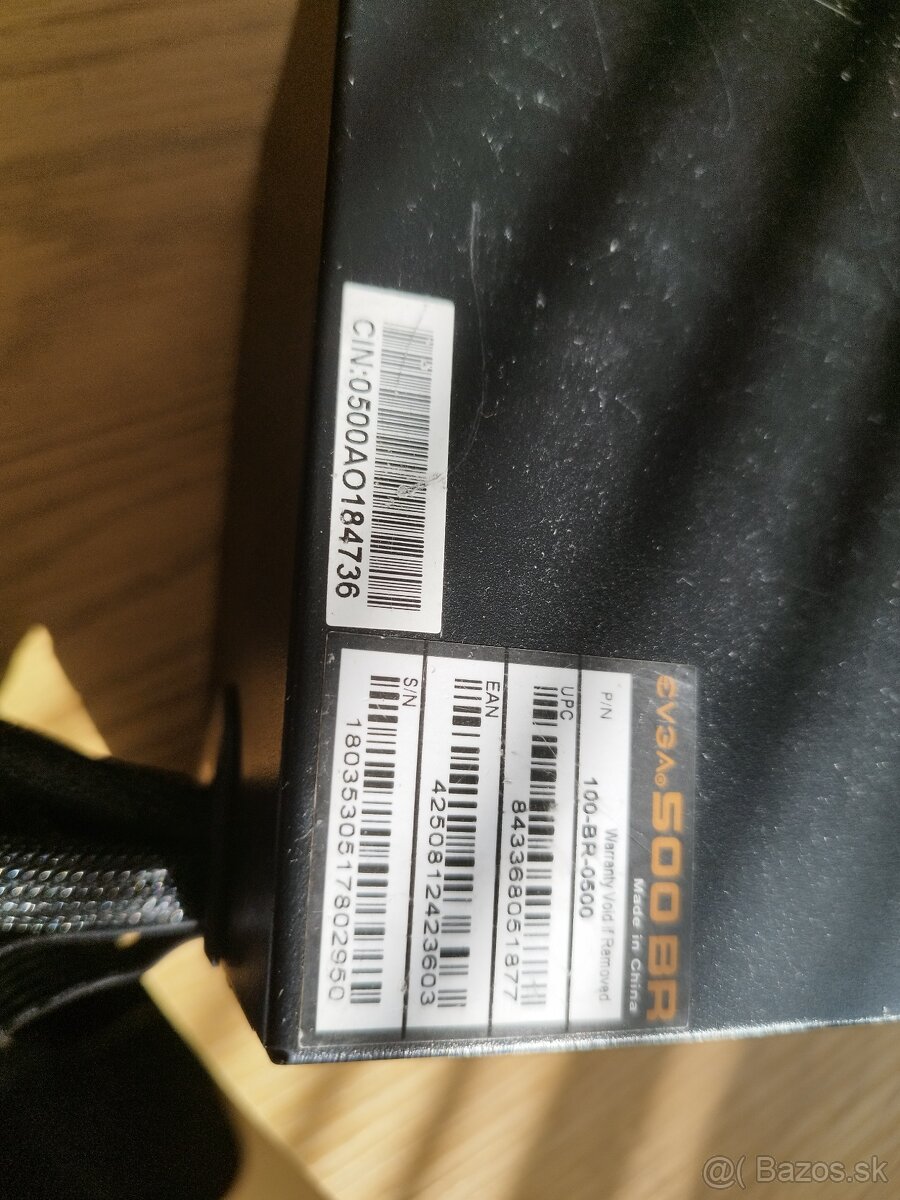 CIN:0500AO184736
EVGA® 500 BR
Made in China
Warranty Void if Removed
P/N
100-BR-0500
UPC
843368051877
EAN
4250812423603
S/N
1803530517802950
@( Bazos.sk